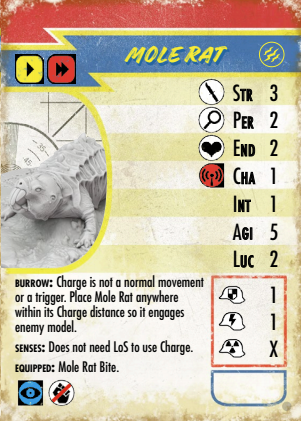 MOLE RAT
STR 3
PER 2
END 2
CHA 1
INT 1
AGI 5
LUC 2
45
BURROW: Charge is not a normal movement
or a trigger. Place Mole Rat anywhere
within its Charge distance so it engages
enemy model.
SENSES: Does not need LoS to use Charge.
EQUIPPED: Mole Rat Bite.
1
1
X